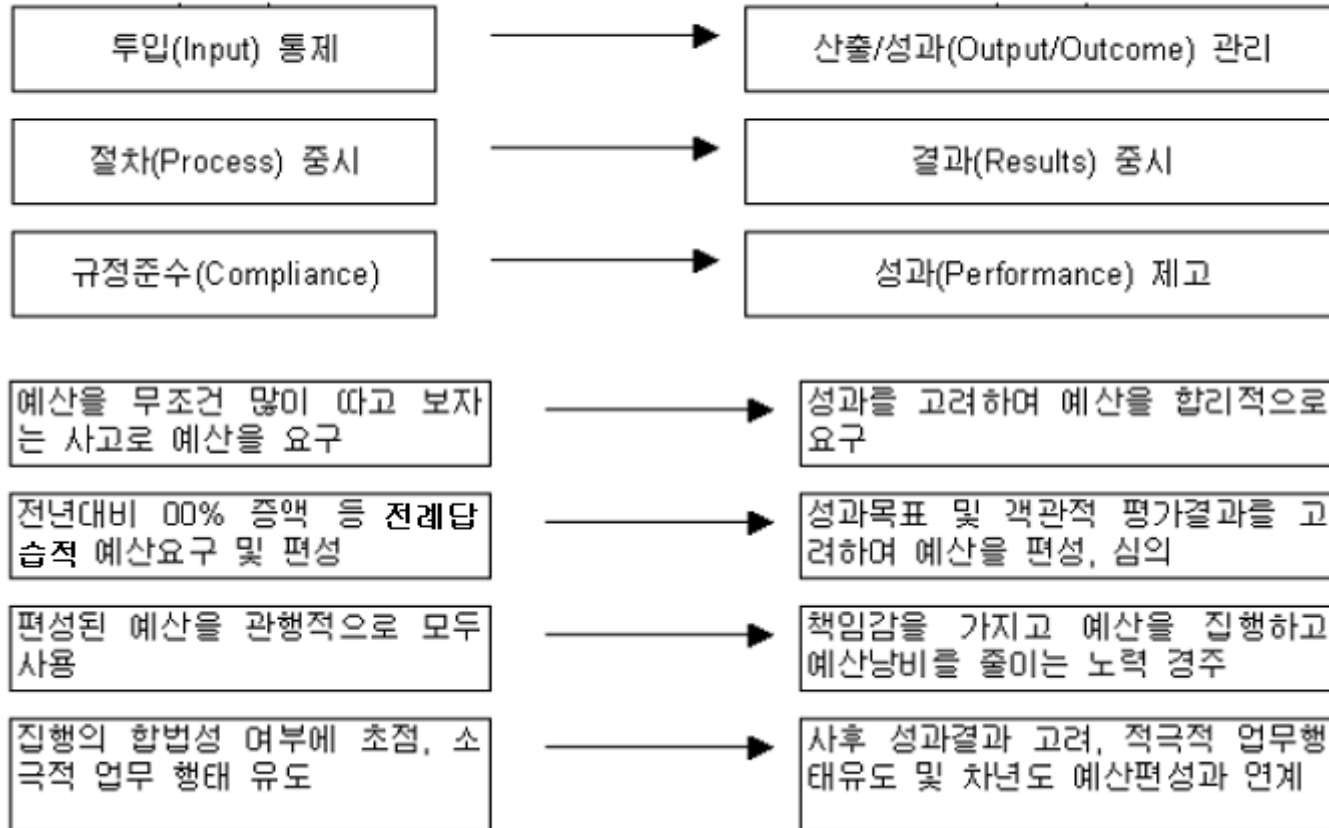 투입(Input) 통제
산출/성과(Output/Outcome) 관리
절차(Process) 중시
결과(Results) 중시
규정준수(Compliance)
성과(Performance) 제고
예산을 무조건 많이 따고 보자
는 사고로 예산을 요구
성과를 고려하여 예산을 합리적으로
요구
전년대비 00% 증액 등 전례답
습적 예산요구 및 편성
성과목표 및 객관적 평가결과를 고
려하여 예산을 편성, 심의
편성된 예산을 관행적으로 모두
사용
책임감을 가지고 예산을 집행하고
예산낭비를 줄이는 노력 경주
집행의 합법성 여부에 초점, 소
극적 업무 행태 유도
사후 성과결과 고려, 적극적 업무행
태유도 및 차년도 예산편성과 연계